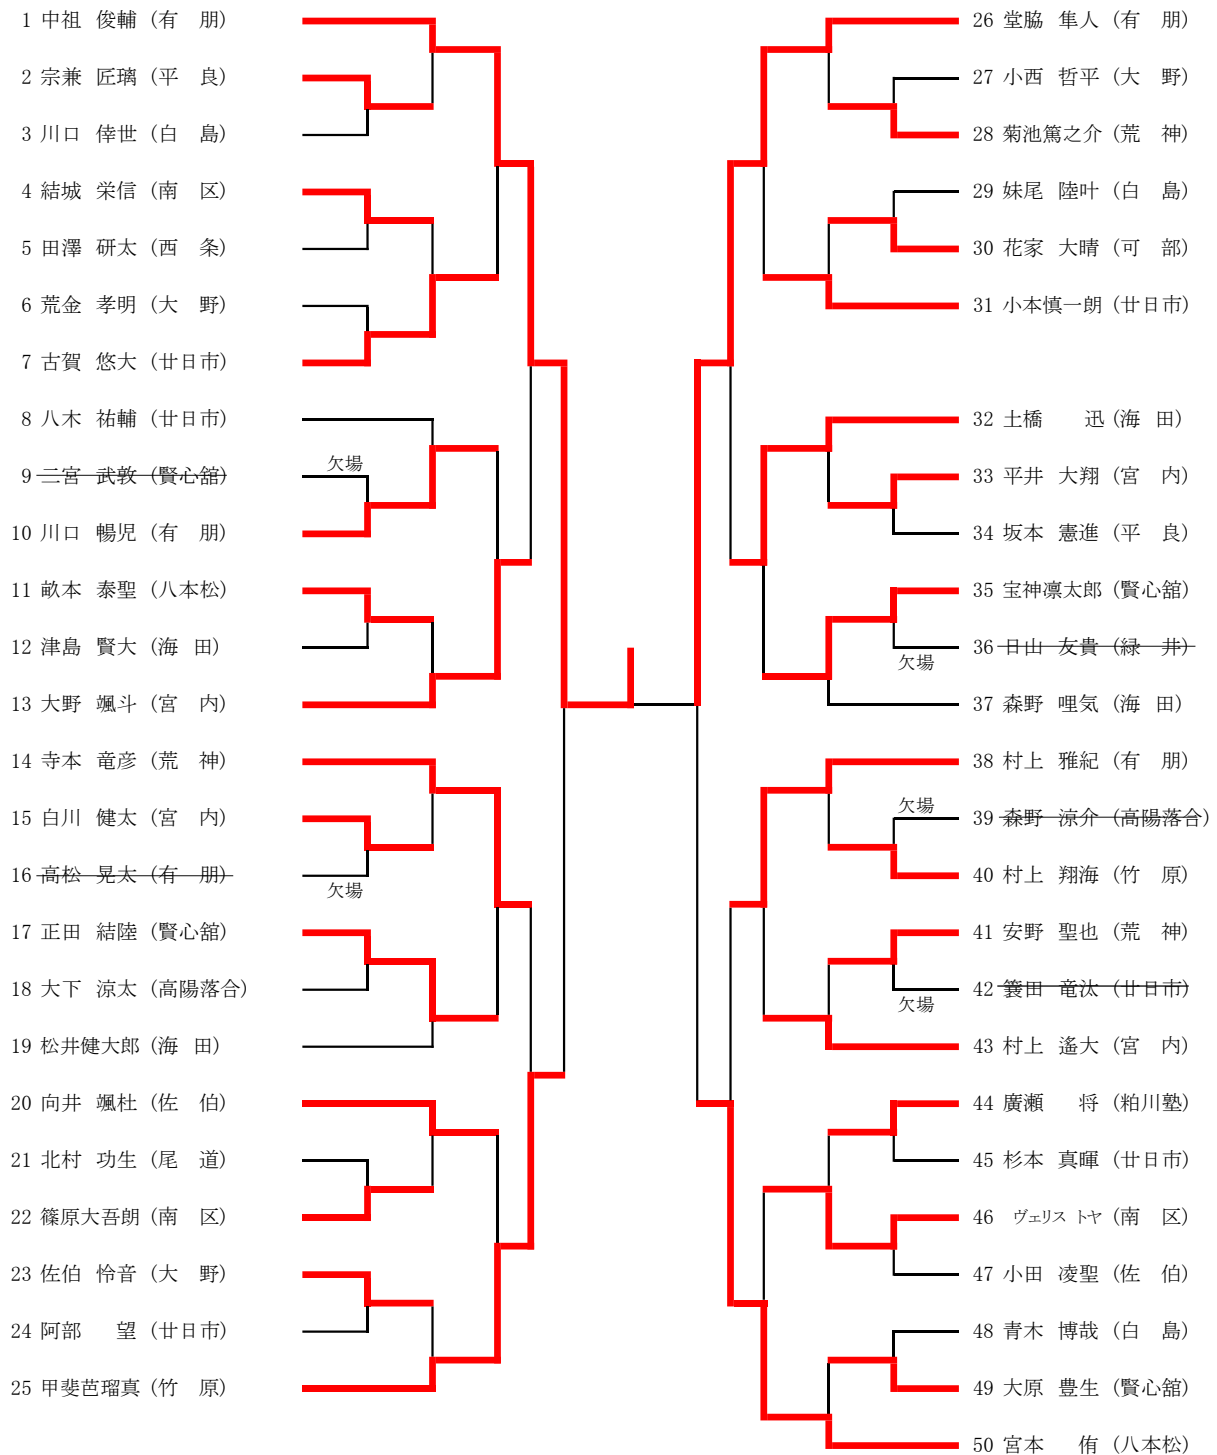 1 中祖 俊輔 (有 朋)
2 宗兼 匠璃 (平 良)
3 川口 倖世 (白 島)
4 結城 栄信 (南 区)
5 田澤 研太 (西 条)
6 荒金 孝明 (大 野)
7 古賀 悠大 (廿日市)
8 八木 祐輔 (廿日市)
欠場
9 二宮 武敦 (賢心舘)
10 川口 暢児 (有 朋)
11 畝本 泰聖 (八本松)
12 津島 賢大 (海 田)
13 大野 颯斗 (宮 内)
14 寺本 竜彦 (荒 神)
15 白川 健太 (宮 内)
16 高松 晃太 (有 朋)
欠場
17 正田 結陸 (賢心舘)
18 大下 涼太 (高陽落合)
19 松井健大郎 (海 田)
20 向井 颯杜 (佐 伯)
21 北村 功生 (尾 道)
22 篠原大吾朗 (南 区)
23 佐伯 怜音 (大 野)
24 阿部 望 (廿日市)
25 甲斐芭瑠真 (竹 原)
26 堂脇 隼人 (有 朋)
27 小西 哲平 (大 野)
28 菊池篤之介 (荒 神)
29 妹尾 陸叶 (白 島)
30 花家 大晴 (可 部)
31 小本慎一朗 (廿日市)
32 土橋 迅 (海 田)
33 平井 大翔 (宮 内)
34 坂本 憲進 (平 良)
35 宝神凛太郎 (賢心舘)
36 日山 友貴 (緑 井)
欠場
37 森野 哩気 (海 田)
38 村上 雅紀 (有 朋)
欠場
39 森野 涼介 (高陽落合)
40 村上 翔海 (竹 原)
41 安野 聖也 (荒 神)
42 簑田 竜汰 (廿日市)
欠場
43 村上 遙大 (宮 内)
44 廣瀬 将 (粕川塾)
45 杉本 真暉 (廿日市)
46 ヴェリス トヤ (南 区)
47 小田 凌聖 (佐 伯)
48 青木 博哉 (白 島)
49 大原 豊生 (賢心舘)
50 宮本 侑 (八本松)